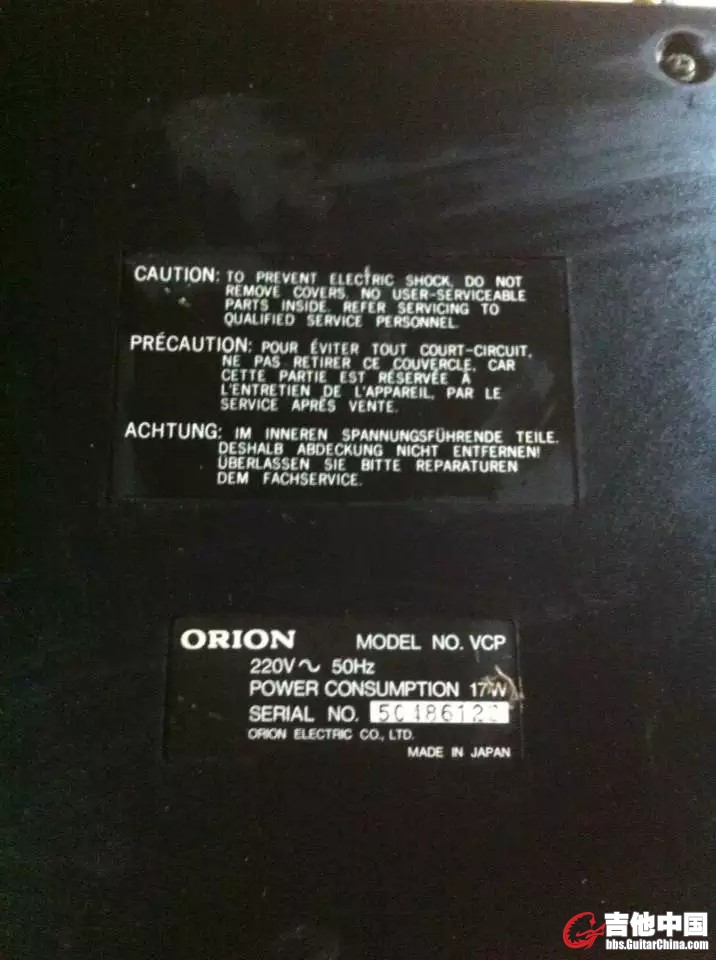 CAUTION: TO PREVENT ELECTRIC SHOCK, DO NOT
REMOVE COVERS. NO USER-SERVICEABLE
PARTS INSIDE. REFER SERVICING TO
QUALIFIED SERVICE PERSONNEL.
PRÉCAUTION: POUR ÉVITER TOUT COURT-CIRCUIT,
NE PAS RETIRER CE COUVERCLE, CAR
CETTE PARTIE EST RÉSERVÉE À
L'ENTRETIEN DE L'APPAREIL, PAR LE
SERVICE APRÉS VENTE.
ACHTUNG: IM INNEREN SPANNUNGSFÜHRENDE TEILE.
DESHALB ABDECKUNG NICHT ENTFERNEN!
ÜBERLASSEN SIE BITTE REPARATUREN
DEM FACHSERVICE.
ORION MODEL NO. VCP
220V~ 50Hz
POWER CONSUMPTION 17W
SERIAL NO.
ORION ELECTRIC CO., LTD.
MADE IN JAPAN
吉他中国
bbs.GuitarChina.com